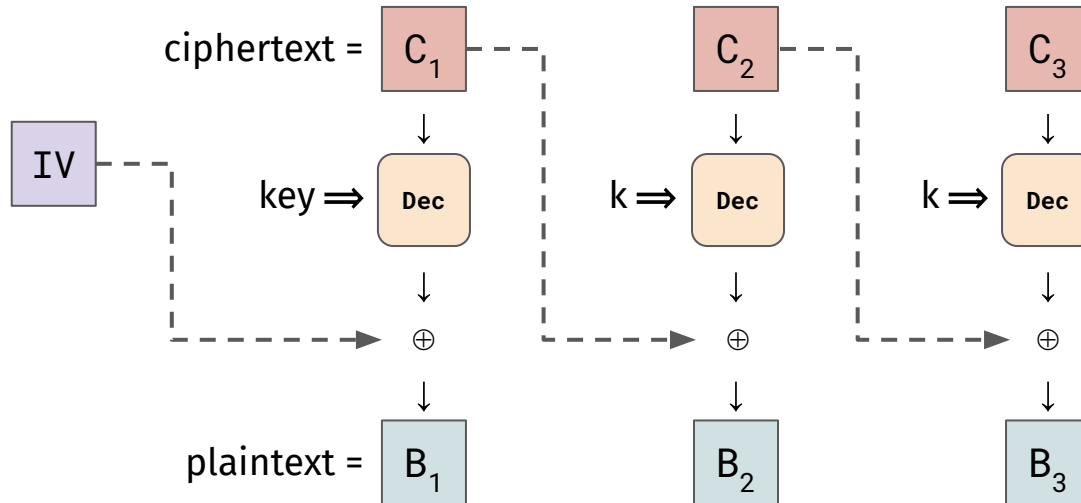 ciphertext = C₁ C₂ C₃
IV
key ⇒ Dec k ⇒ Dec k ⇒ Dec
plaintext = B₁ B₂ B₃